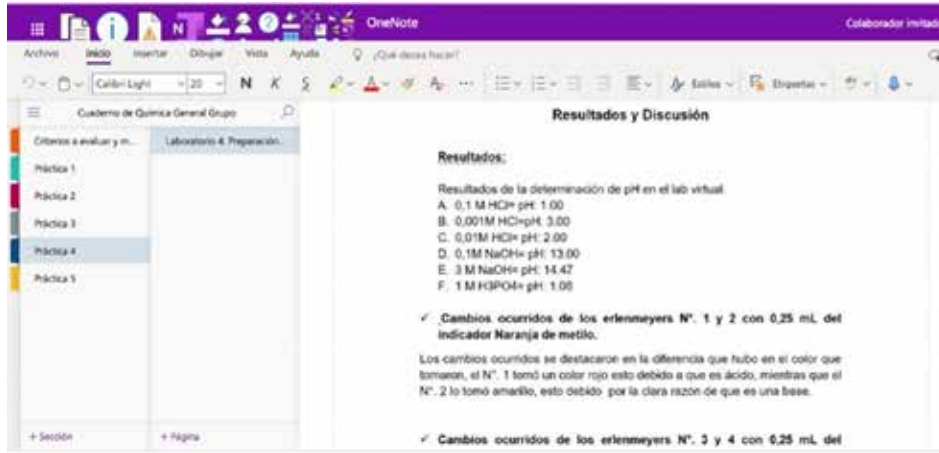 OneNote
Colaborador invitado
Archivo Inicio Insertar Dibujar Vista Ayuda ¿Qué desea hacer?
Calibri Light 20 N K S Estilos Etiquetas
Cuaderno de Química General Grupo
Criterios a evaluar y m...
Laboratorio 4: Preparación...
Práctica 1
Práctica 2
Práctica 3
Práctica 4
Práctica 5
+ Sección
+ Página
Resultados y Discusión
Resultados:
Resultados de la determinación de pH en el lab virtual
A. 0,1 M HCl= pH: 1.00
B. 0,001M HCl=pH: 3.00
C. 0,01M HCl= pH: 2.00
D. 0,1M NaOH= pH: 13.00
E. 3 M NaOH= pH: 14.47
F. 1 M H3PO4= pH: 1.08
✓ Cambios ocurridos de los erlenmeyers N°. 1 y 2 con 0,25 mL del
indicador Naranja de metilo.
Los cambios ocurridos se destacaron en la diferencia que hubo en el color que
tomaron, el N°. 1 tomó un color rojo esto debido a que es ácido, mientras que el
N°. 2 lo tomo amarillo, esto debido por la clara razón de que es una base.
✓ Cambios ocurridos de los erlenmeyers N°. 3 y 4 con 0,25 mL del